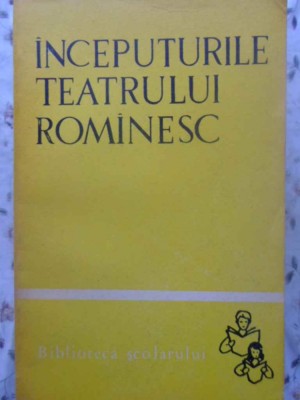 ÎNCEPUTURILE
TEATRULUI
ROMÎNESC
Biblioteca școlarului